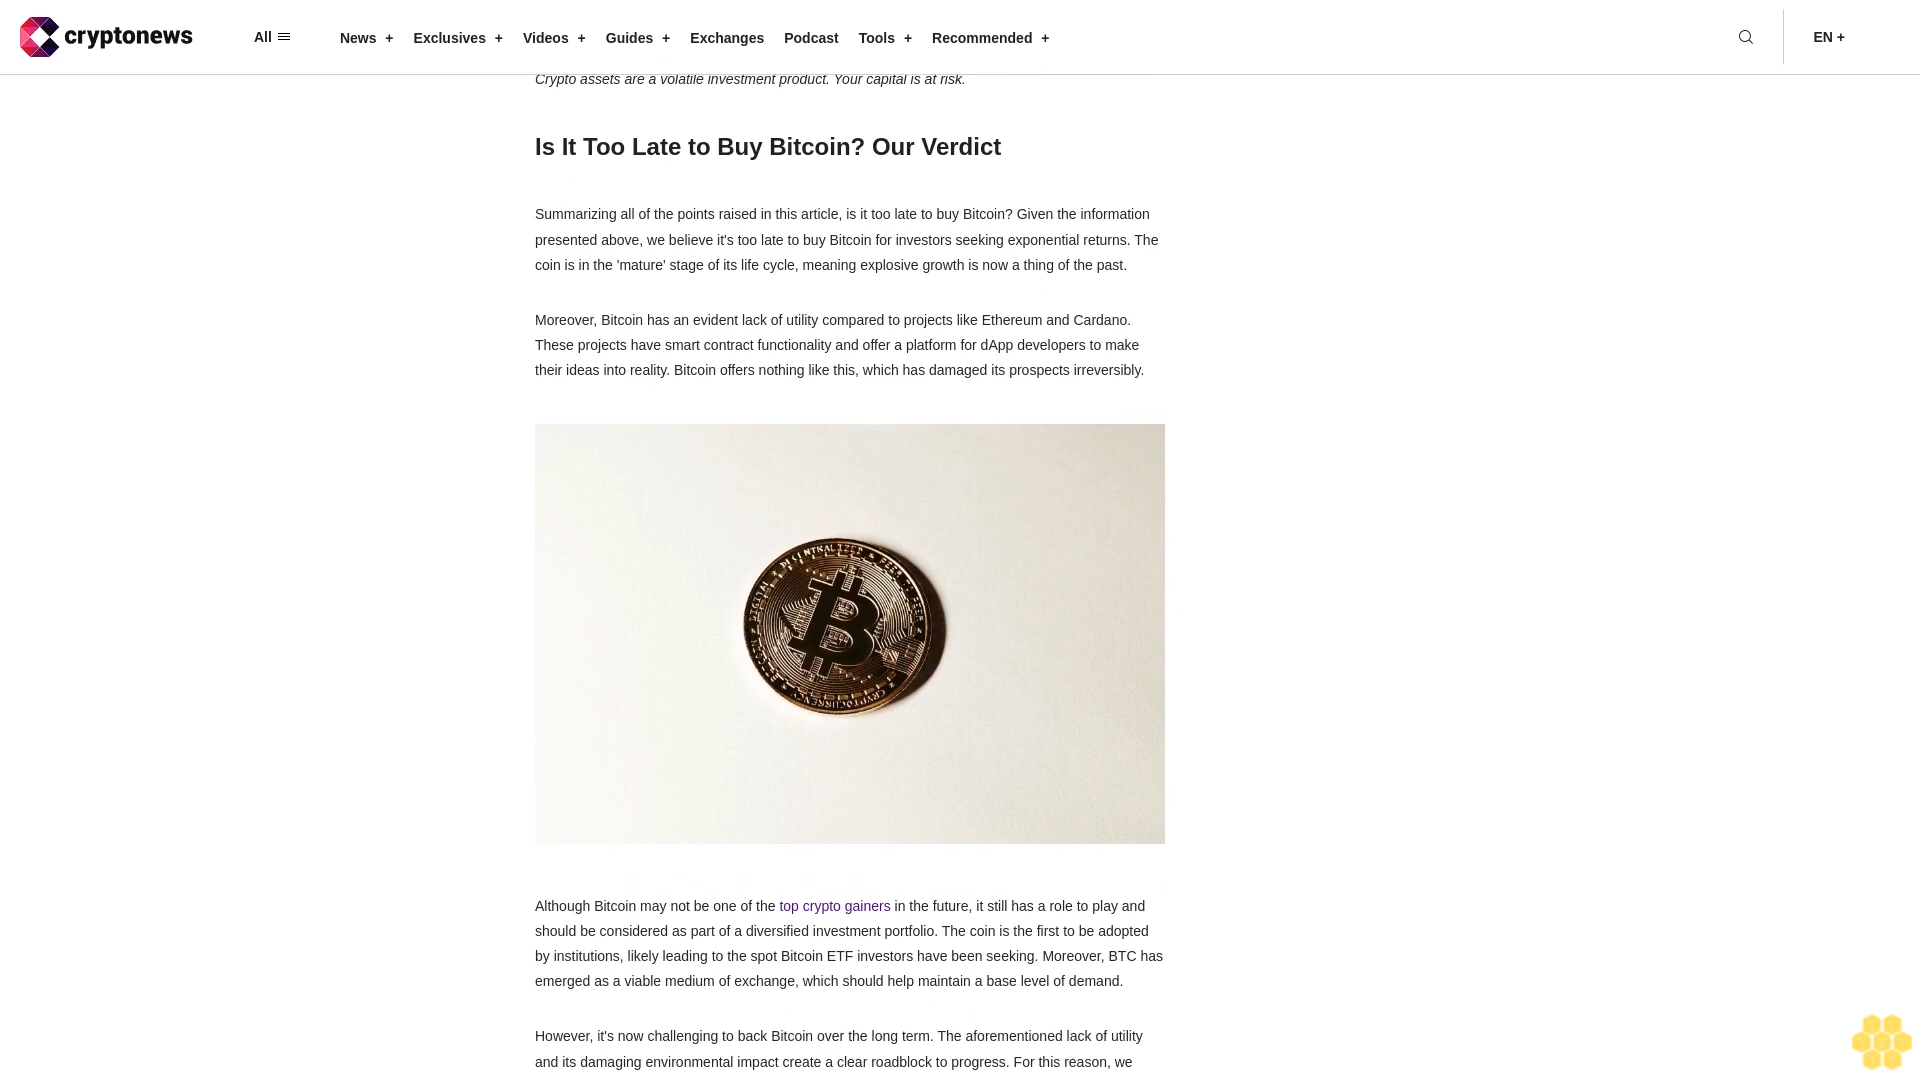 cryptonews
All
News +
Exclusives +
Videos +
Guides +
Exchanges
Podcast
Tools +
Recommended +
EN +
Crypto assets are a volatile investment product. Your capital is at risk.
Is It Too Late to Buy Bitcoin? Our Verdict
Summarizing all of the points raised in this article, is it too late to buy Bitcoin? Given the information
presented above, we believe it's too late to buy Bitcoin for investors seeking exponential returns. The
coin is in the 'mature' stage of its life cycle, meaning explosive growth is now a thing of the past.
Moreover, Bitcoin has an evident lack of utility compared to projects like Ethereum and Cardano.
These projects have smart contract functionality and offer a platform for dApp developers to make
their ideas into reality. Bitcoin offers nothing like this, which has damaged its prospects irreversibly.
DIGITAL * DECENTRALIZED * PEER TO PEER
BITCOIN * CRYPTOCURRENCY *
Although Bitcoin may not be one of the top crypto gainers in the future, it still has a role to play and
should be considered as part of a diversified investment portfolio. The coin is the first to be adopted
by institutions, likely leading to the spot Bitcoin ETF investors have been seeking. Moreover, BTC has
emerged as a viable medium of exchange, which should help maintain a base level of demand.
However, it's now challenging to back Bitcoin over the long term. The aforementioned lack of utility
and its damaging environmental impact create a clear roadblock to progress. For this reason, we